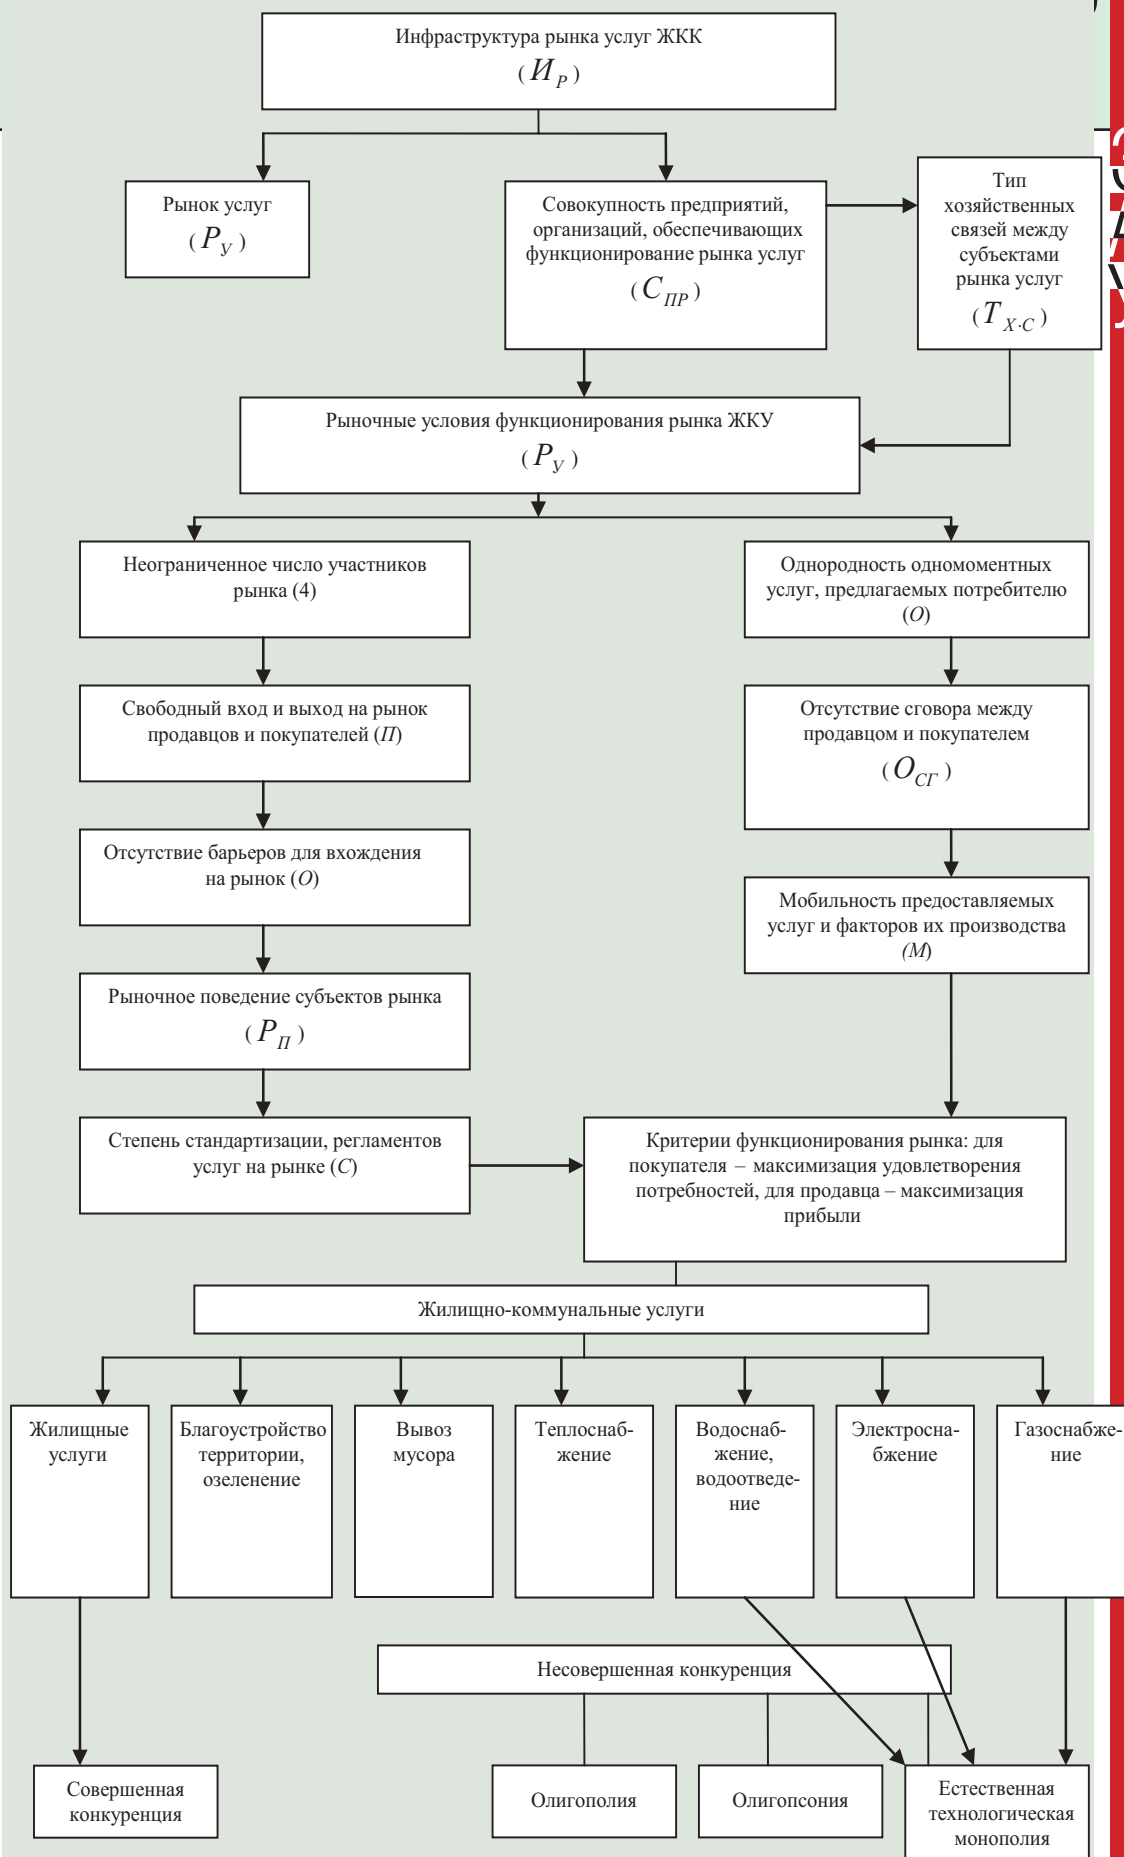 Инфраструктура рынка услуг ЖКК
(И_Р)
Рынок услуг
(Р_У)
Совокупность предприятий,
организаций, обеспечивающих
функционирование рынка услуг
(С_ПР)
Тип
хозяйственных
связей между
субъектами
рынка услуг
(Т_Х·С)
Рыночные условия функционирования рынка ЖКУ
(Р_У)
Неограниченное число участников
рынка (4)
Свободный вход и выход на рынок
продавцов и покупателей (П)
Отсутствие барьеров для вхождения
на рынок (О)
Рыночное поведение субъектов рынка
(Р_П)
Степень стандартизации, регламентов
услуг на рынке (С)
Однородность одномоментных
услуг, предлагаемых потребителю
(О)
Отсутствие сговора между
продавцом и покупателем
(О_СГ)
Мобильность предоставляемых
услуг и факторов их производства
(М)
Критерии функционирования рынка: для
покупателя – максимизация удовлетворения
потребностей, для продавца – максимизация
прибыли
Жилищно-коммунальные услуги
Жилищные
услуги
Благоустройство
территории,
озеленение
Вывоз
мусора
Теплоснаб-
жение
Водоснаб-
жение,
водоотведе-
ние
Электросна-
бжение
Газоснабже-
ние
Несовершенная конкуренция
Совершенная
конкуренция
Олигополия
Олигопсония
Естественная
технологическая
монополия